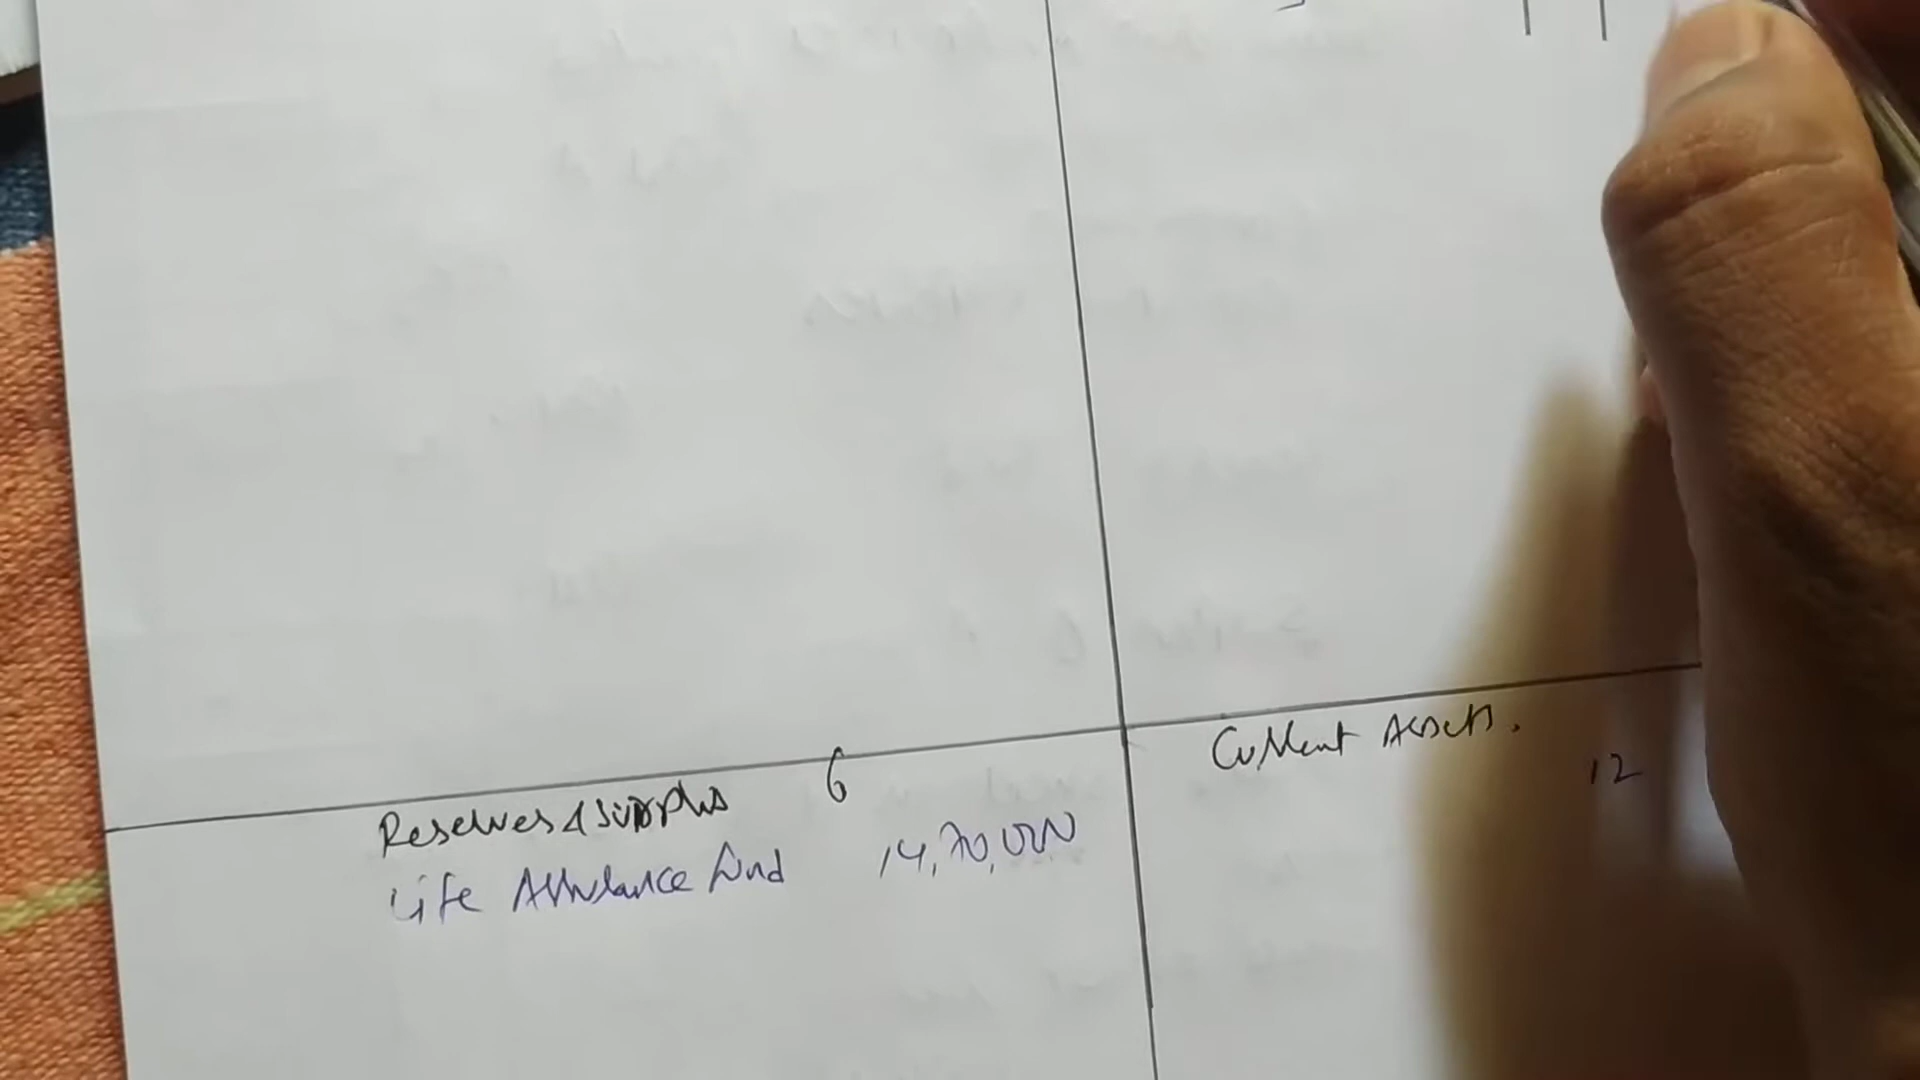 Reserves & surplus 6
Life Assurance fund 14,70,000
Current Assets.
12